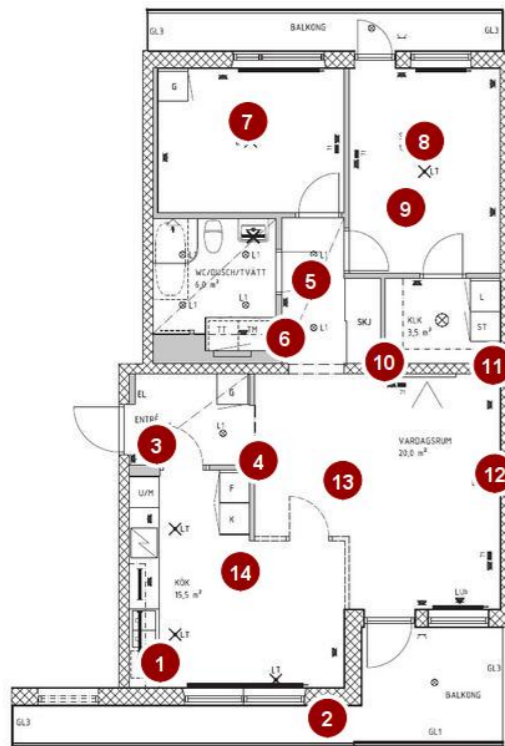 BALKONG
GL3
GL3
G
7
8
LT
9
L1
L1
5
L1
WC/DUSCH/TVÄTT
6,0 m²
L1
L1
L1
TT
TM
6
SKJ
KLK
3,5 m²
L
ST
10
11
EL
G
ENTRÉ
L1
3
4
VARDAGSRUM
20,0 m²
12
13
U/M
F
K
LT
14
KÖK
15,5 m²
LT
1
LT
2
GL3
BALKONG
GL3
GL1